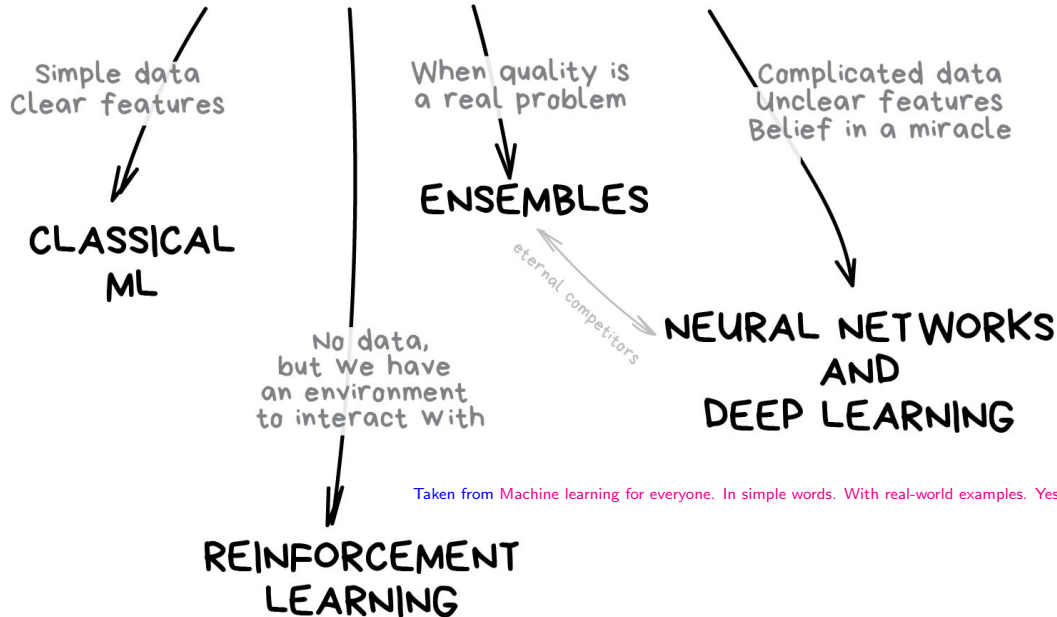 Simple data
Clear features
CLASSICAL
ML
No data,
but we have
an environment
to interact with
REINFORCEMENT
LEARNING
When quality is
a real problem
ENSEMBLES
eternal competitors
Complicated data
Unclear features
Belief in a miracle
NEURAL NETWORKS
AND
DEEP LEARNING
Taken from Machine learning for everyone. In simple words. With real-world examples. Yes